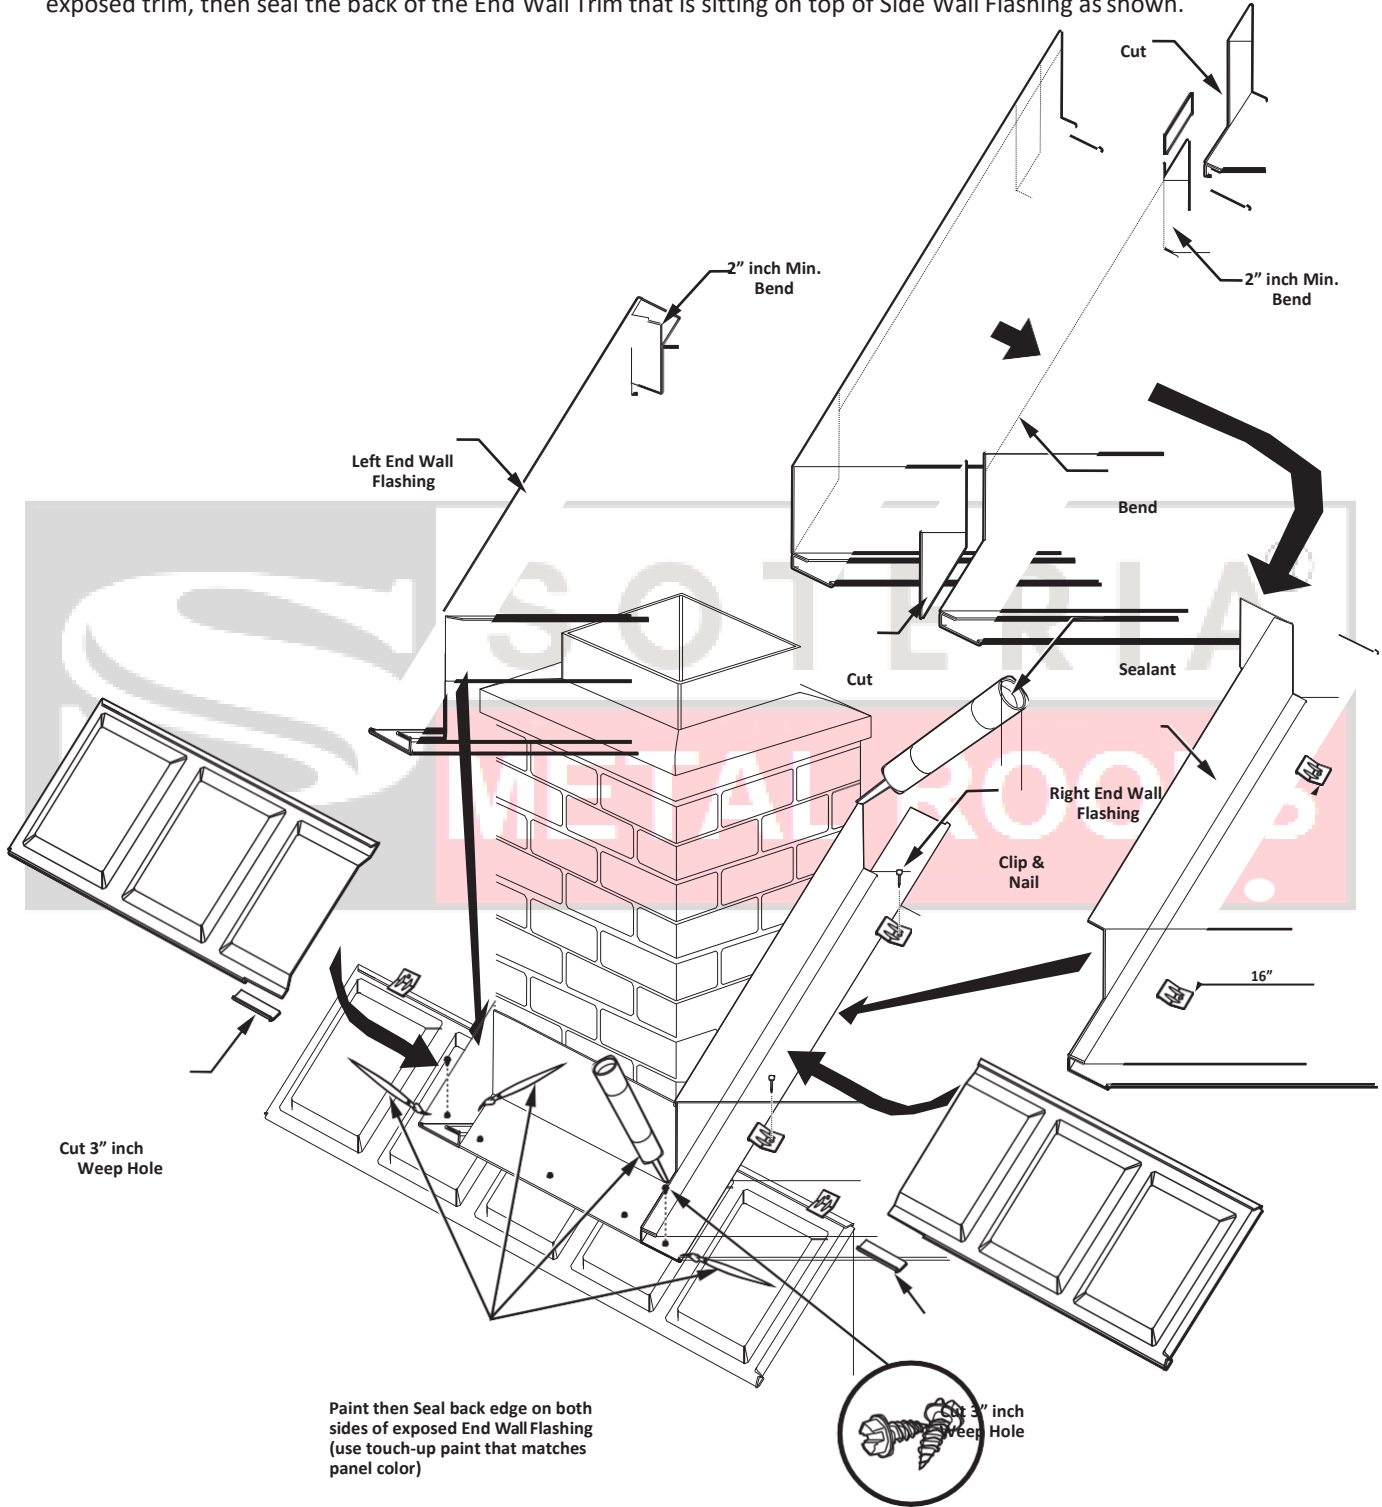 exposed trim, then seal the back of the End Wall Trim that is sitting on top of Side Wall Flashing as shown.
Cut
2” inch Min.
Bend
2” inch Min.
Bend
Left End Wall
Flashing
Bend
SOTERIA®
Cut
Sealant
METAL ROOFS
Right End Wall
Flashing
Clip &
Nail
16”
Cut 3” inch
Weep Hole
Paint then Seal back edge on both
sides of exposed End Wall Flashing
(use touch-up paint that matches
panel color)
Cut 3” inch
Weep Hole